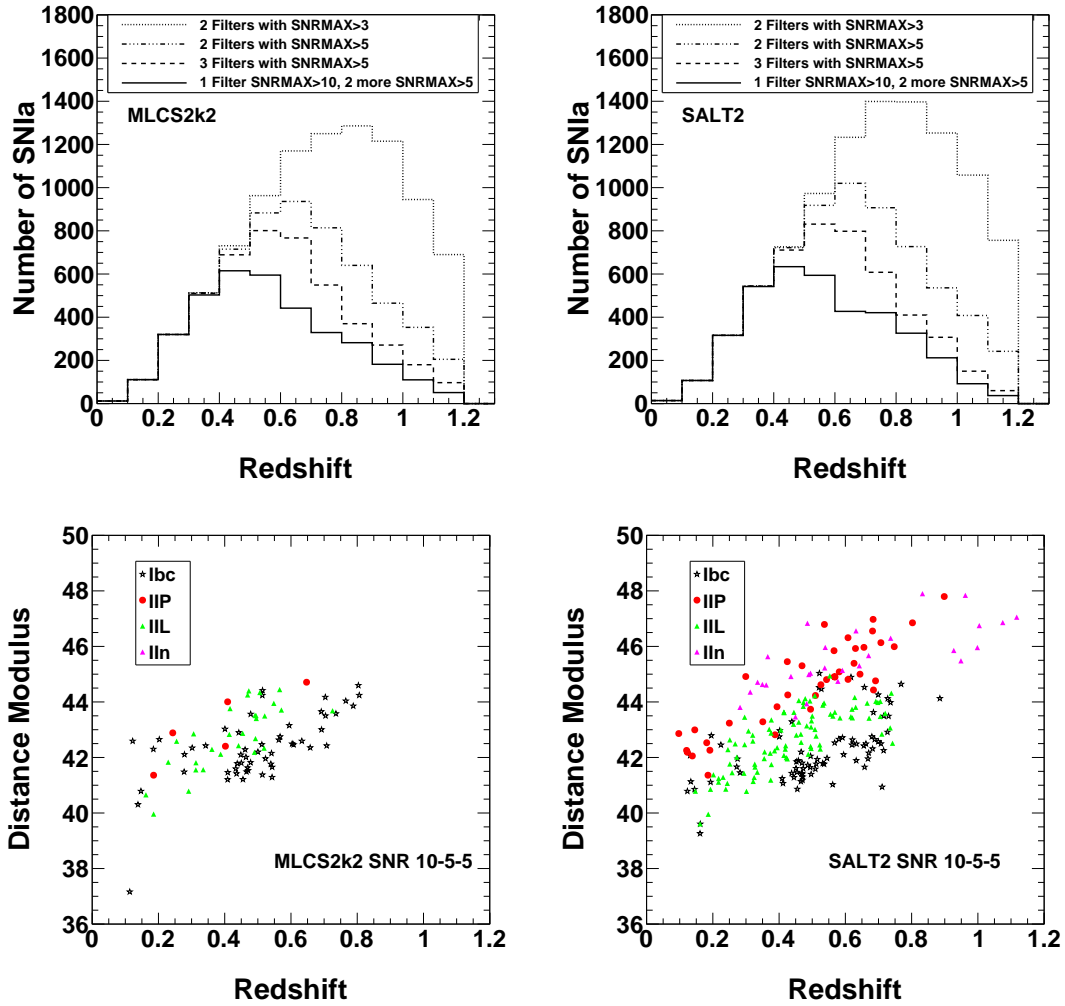 2 Filters with SNRMAX>3
2 Filters with SNRMAX>5
3 Filters with SNRMAX>5
1 Filter SNRMAX>10, 2 more SNRMAX>5
MLCS2k2
Number of SNIa
1800
1600
1400
1200
1000
800
600
400
200
0
0 0.2 0.4 0.6 0.8 1 1.2
Redshift
2 Filters with SNRMAX>3
2 Filters with SNRMAX>5
3 Filters with SNRMAX>5
1 Filter SNRMAX>10, 2 more SNRMAX>5
SALT2
Number of SNIa
1800
1600
1400
1200
1000
800
600
400
200
0
0 0.2 0.4 0.6 0.8 1 1.2
Redshift
Ibc
IIP
IIL
IIn
Distance Modulus
50
48
46
44
42
40
38
36
MLCS2k2 SNR 10-5-5
0 0.2 0.4 0.6 0.8 1 1.2
Redshift
Ibc
IIP
IIL
IIn
Distance Modulus
50
48
46
44
42
40
38
36
SALT2 SNR 10-5-5
0 0.2 0.4 0.6 0.8 1 1.2
Redshift